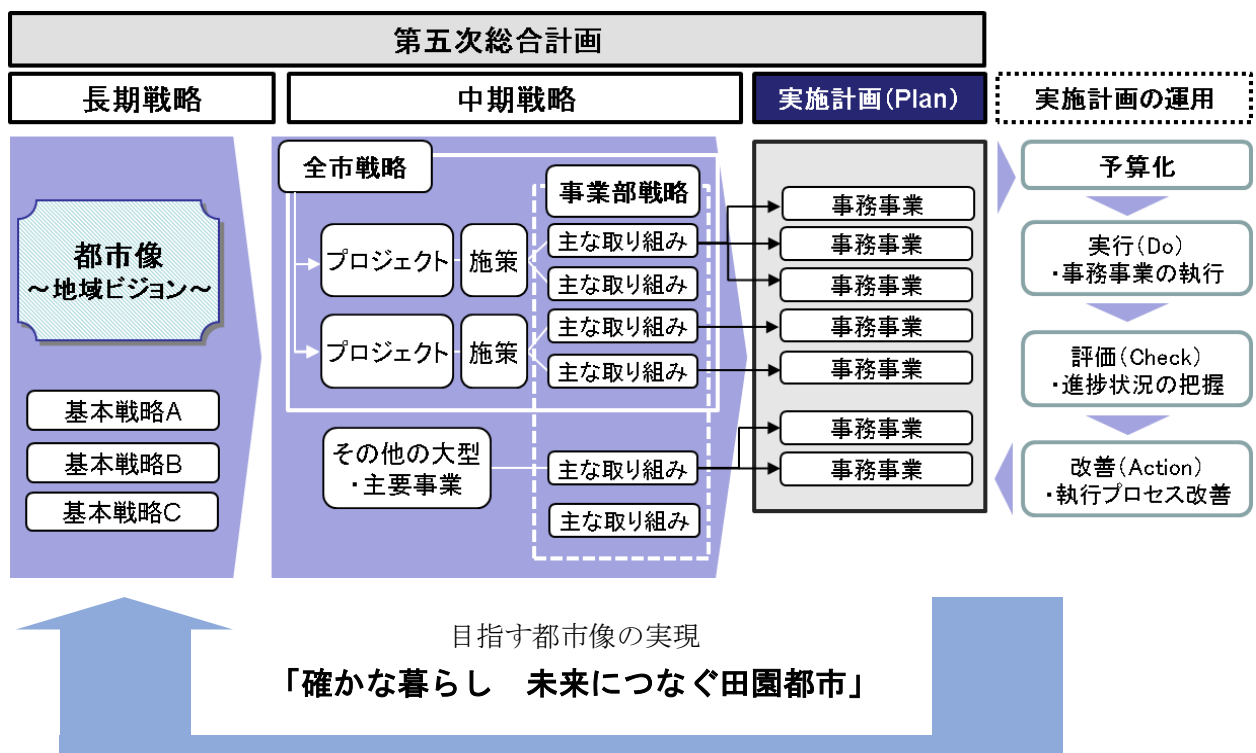 第五次総合計画
長期戦略
中期戦略
実施計画(Plan)
実施計画の運用
都市像
～地域ビジョン～
基本戦略A
基本戦略B
基本戦略C
全市戦略
事業部戦略
プロジェクト
施策
主な取り組み
主な取り組み
プロジェクト
施策
主な取り組み
主な取り組み
その他の大型
・主要事業
主な取り組み
主な取り組み
事務事業
事務事業
事務事業
事務事業
事務事業
事務事業
事務事業
予算化
実行(Do)
・事務事業の執行
評価(Check)
・進捗状況の把握
改善(Action)
・執行プロセス改善
目指す都市像の実現
「確かな暮らし　未来につなぐ田園都市」